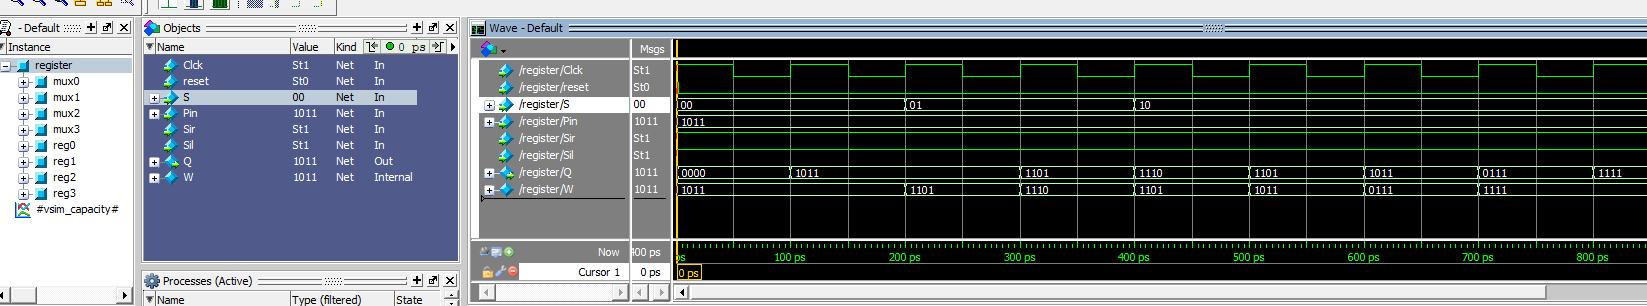 - Default
Objects
Wave - Default
Instance
Name Value Kind 0 ps
Msgs
register
mux0
mux1
mux2
mux3
reg0
reg1
reg2
reg3
#vsim_capacity#
Clck St1 Net In
reset St0 Net In
S 00 Net In
Pin 1011 Net In
Sir St1 Net In
Sil St1 Net In
Q 1011 Net Out
W 1011 Net Internal
/register/Clck St1
/register/reset St0
/register/S 00 00 01 10
/register/Pin 1011 1011
/register/Sir St1
/register/Sil St1
/register/Q 1011 0000 1011 1101 1110 1101 1011 0111 1111
/register/W 1011 1011 1101 1110 1101 1011 0111 1111
Now 400 ps ps 100 ps 200 ps 300 ps 400 ps 500 ps 600 ps 700 ps 800 ps
Cursor 1 0 ps 0 ps
Processes (Active)
Name Type (filtered) State